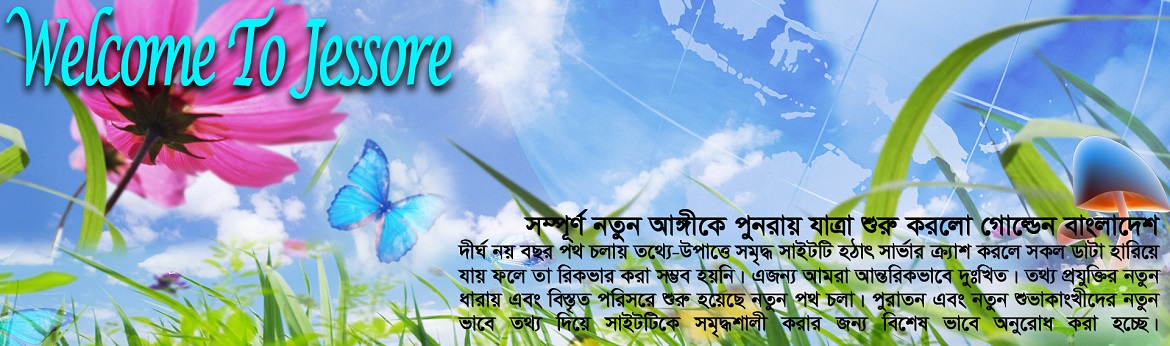 Welcome To Jessore
সম্পূর্ণ নতুন আঙ্গীকে পুনরায় যাত্রা শুরু করলো গোল্ডেন বাংলাদেশ
দীর্ঘ নয় বছর পথ চলায় তথ্যে-উপাত্তে সমৃদ্ধ সাইটটি হঠাৎ সার্ভার ক্র্যাশ করলে সকল ডাটা হারিয়ে
যায় ফলে তা রিকভার করা সম্ভব হয়নি। এজন্য আমরা আন্তরিকভাবে দুঃখিত। তথ্য প্রযুক্তির নতুন
ধারায় এবং বিস্তৃত পরিসরে শুরু হয়েছে নতুন পথ চলা। পুরাতন এবং নতুন শুভাকাংখীদের নতুন
ভাবে তথ্য দিয়ে সাইটটিকে সমৃদ্ধশালী করার জন্য বিশেষ ভাবে অনুরোধ করা হচ্ছে।